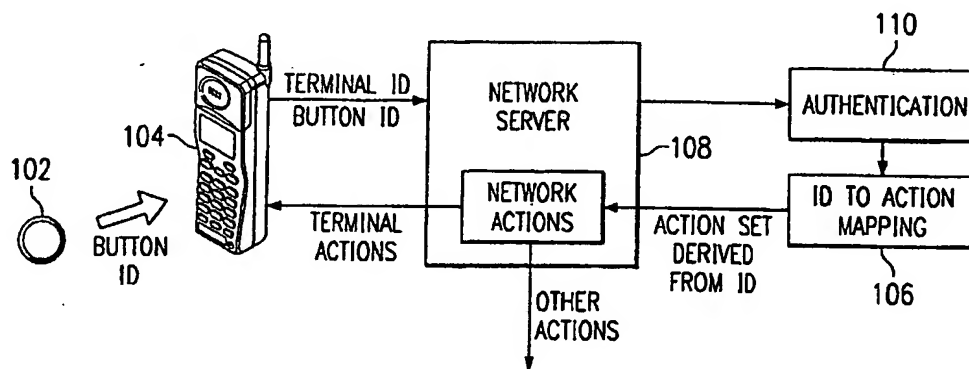 110
TERMINAL ID
BUTTON ID
NETWORK
SERVER
AUTHENTICATION
104
108
102
NETWORK
ACTIONS
ID TO ACTION
MAPPING
BUTTON
ID
TERMINAL
ACTIONS
ACTION SET
DERIVED
FROM ID
106
OTHER
ACTIONS